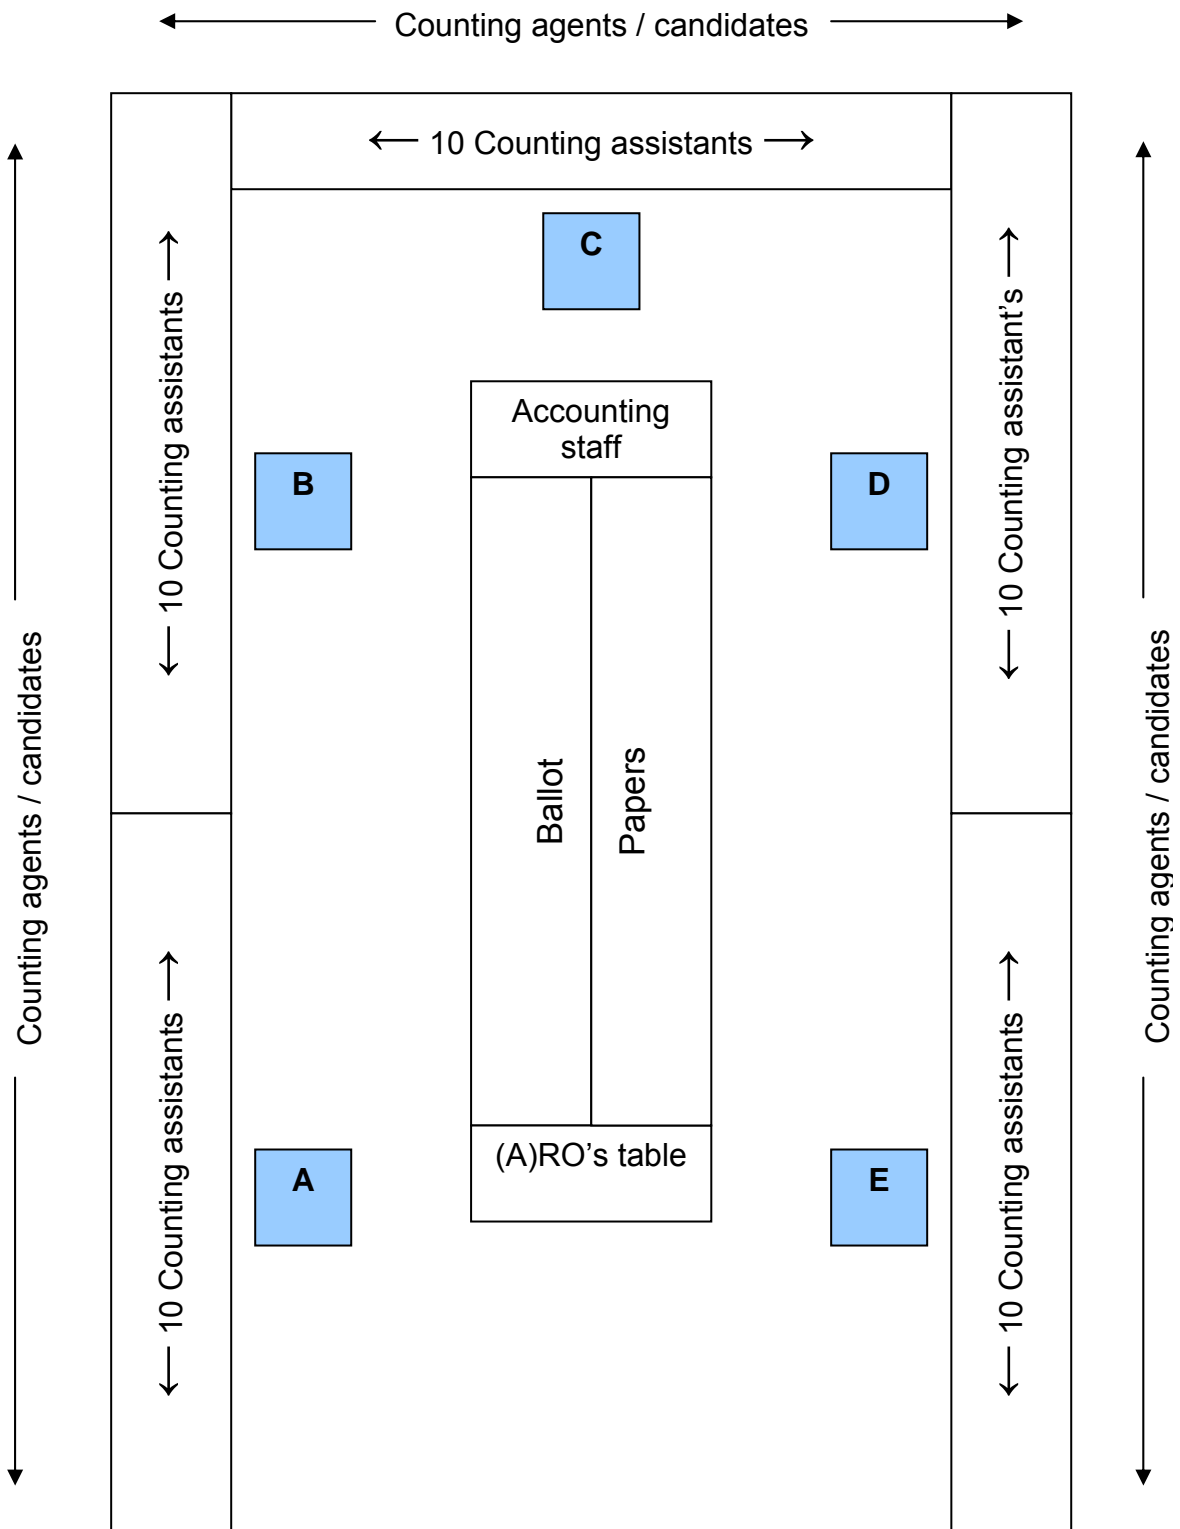 Counting agents / candidates
10 Counting assistants
C
10 Counting assistants
10 Counting assistant’s
Accounting
staff
B
D
Counting agents / candidates
Ballot
Papers
Counting agents / candidates
10 Counting assistants
10 Counting assistants
(A)RO’s table
A
E